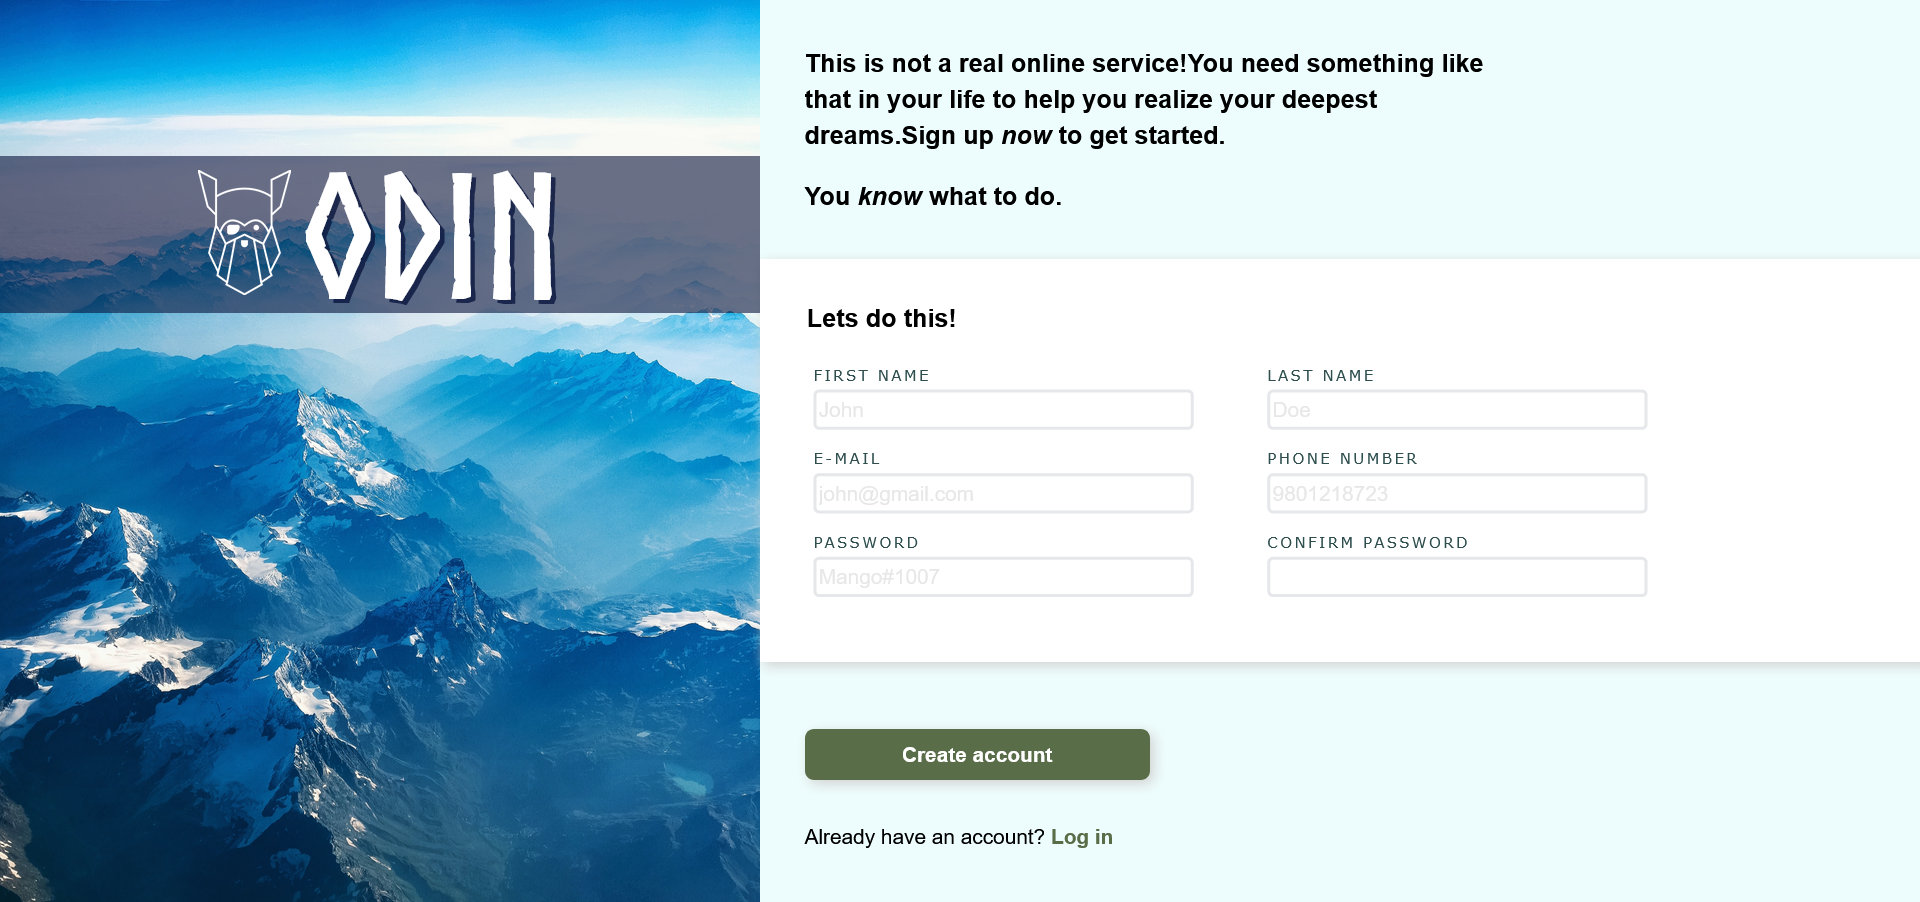 ODIN
This is not a real online service!You need something like
that in your life to help you realize your deepest
dreams.Sign up now to get started.
You know what to do.
Lets do this!
FIRST NAME
LAST NAME
John
Doe
E-MAIL
PHONE NUMBER
john@gmail.com
9801218723
PASSWORD
CONFIRM PASSWORD
Mango#1007
Create account
Already have an account? Log in